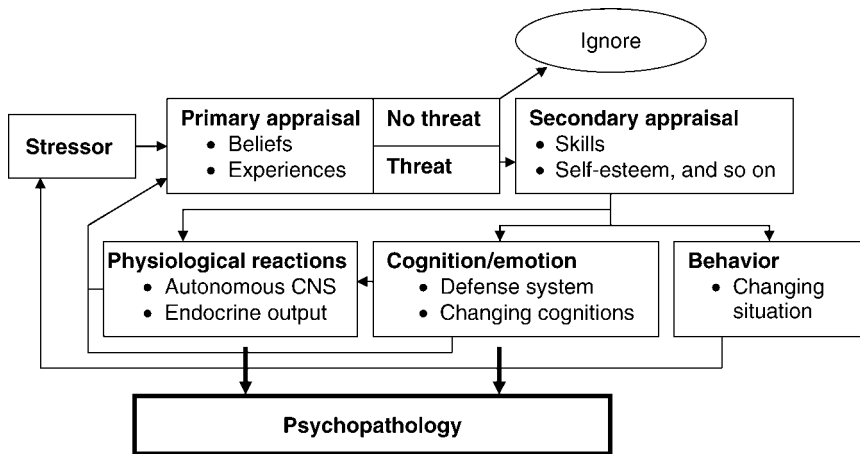 Ignore
Primary appraisal
• Beliefs
• Experiences
No threat
Threat
Secondary appraisal
• Skills
• Self-esteem, and so on
Stressor
Physiological reactions
• Autonomous CNS
• Endocrine output
Cognition/emotion
• Defense system
• Changing cognitions
Behavior
• Changing
situation
Psychopathology